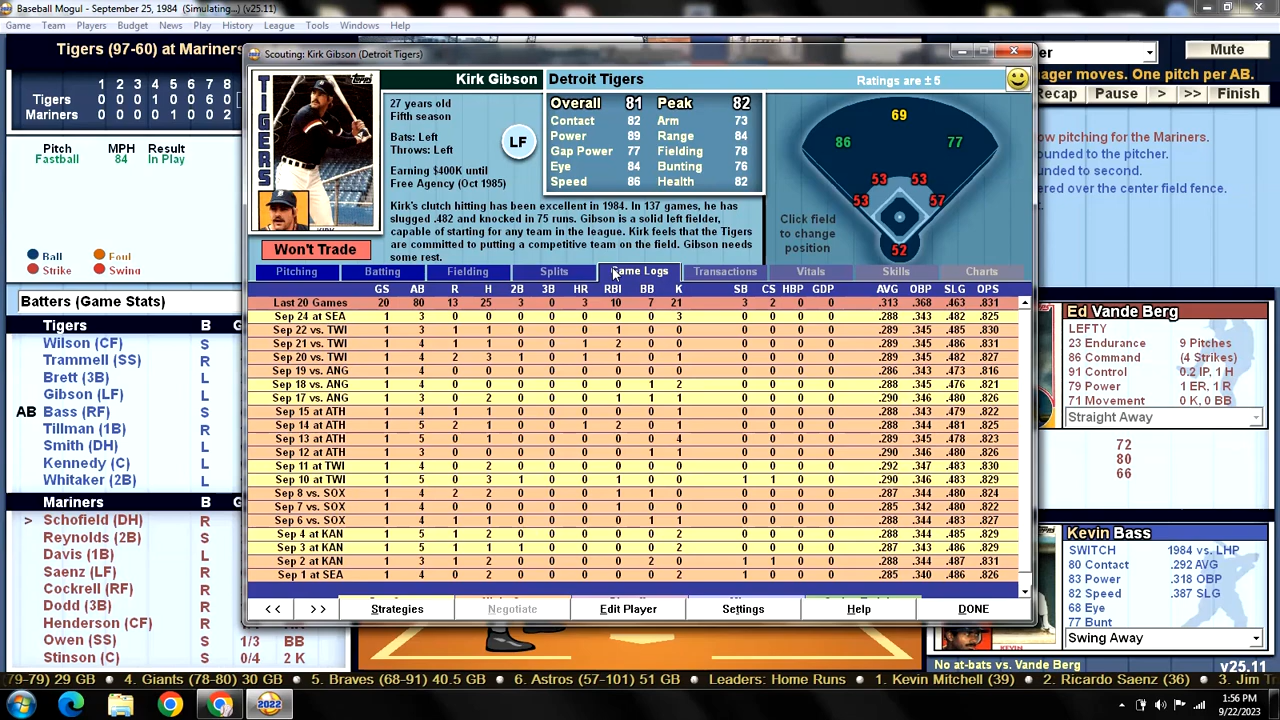 Baseball Mogul - September 25, 1984 (Simulating...) (v25.11)
Game Team Players Budget News Play History League Tools Windows Help
Tigers (97-60) at Mariners
1 2 3 4 5 6 7
Tigers 0 0 0 1 0 6 0
Mariners 0 0 0 1 0 0 2
Pitch MPH Result
Fastball 84 In Play
Ball Foul
Strike Swing
Batters (Game Stats)
Tigers B
Wilson (CF) S
Trammell (SS) R
Brett (3B) L
Gibson (LF) L
AB Bass (RF) S
Tillman (1B) R
Smith (DH) L
Kennedy (C) L
Whitaker (2B) L
Mariners B
> Schofield (DH) R
Reynolds (2B) S
Davis (1B) L
Saenz (LF) R
Cockrell (RF) R
Dodd (3B) R
Henderson (CF) R
Owen (SS) S 1/3 BB
Stinson (C) S 0/4 2 K
Scouting: Kirk Gibson (Detroit Tigers)
Topps
TIGERS
Kirk Gibson
27 years old
Fifth season
Bats: Left
Throws: Left
Earning $400K until
Free Agency (Oct 1985)
LF
Detroit Tigers
Ratings are ± 5
Overall 81 Peak 82
Contact 82 Arm 73
Power 89 Range 84
Gap Power 77 Fielding 78
Eye 84 Bunting 76
Speed 86 Health 82
69
86 77
53 53
53 57
52
Click field
to change
position
Kirk's clutch hitting has been excellent in 1984. In 137 games, he has
slugged .482 and knocked in 75 runs. Gibson is a solid left fielder,
capable of starting for any team in the league. Kirk feels that the Tigers
are committed to putting a competitive team on the field. Gibson needs
some rest.
Won't Trade
Pitching Batting Fielding Splits Game Logs Transactions Vitals Skills Charts
GS AB R H 2B 3B HR RBI BB K SB CS HBP GDP AVG OBP SLG OPS
Last 20 Games 20 80 13 25 3 0 3 10 7 21 3 2 0 0 .313 .368 .463 .831
Sep 24 at SEA 1 3 0 0 0 0 0 0 0 3 0 0 0 0 .288 .343 .482 .825
Sep 22 vs. TWI 1 3 1 1 0 0 0 1 0 0 0 0 0 0 .289 .345 .485 .830
Sep 21 vs. TWI 1 4 1 1 0 0 1 2 0 0 0 0 0 0 .289 .345 .486 .831
Sep 20 vs. TWI 1 4 2 3 1 0 1 1 0 1 0 0 0 0 .289 .345 .482 .827
Sep 19 vs. ANG 1 4 0 0 0 0 0 0 0 0 0 0 0 0 .286 .343 .473 .816
Sep 18 vs. ANG 1 4 0 0 0 0 0 0 1 2 0 0 0 0 .288 .345 .476 .821
Sep 17 vs. ANG 1 3 0 2 0 0 0 1 1 1 0 0 0 0 .290 .346 .480 .826
Sep 15 at ATH 1 4 1 1 0 0 0 0 0 1 0 0 0 0 .288 .343 .479 .822
Sep 14 at ATH 1 5 2 1 0 0 1 2 0 1 0 0 0 0 .288 .344 .481 .825
Sep 13 at ATH 1 5 0 1 0 0 0 0 0 4 0 0 0 0 .289 .345 .478 .823
Sep 12 at ATH 1 4 0 0 0 0 0 0 1 1 0 0 0 0 .290 .346 .480 .826
Sep 11 at TWI 1 4 0 2 0 0 0 0 0 0 0 0 0 0 .292 .347 .483 .830
Sep 10 at TWI 1 5 0 3 1 0 0 0 0 0 1 1 0 0 .290 .346 .483 .829
Sep 8 vs. SOX 1 4 2 2 0 0 0 1 1 0 0 0 0 0 .287 .344 .480 .824
Sep 7 vs. SOX 1 4 0 0 0 0 0 1 0 0 0 0 0 0 .285 .342 .480 .822
Sep 6 vs. SOX 1 4 1 1 0 0 0 0 1 1 0 0 0 0 .288 .344 .483 .827
Sep 4 at KAN 1 5 1 2 0 0 0 0 0 2 0 0 0 0 .288 .344 .485 .829
Sep 3 at KAN 1 5 1 1 1 0 0 0 0 2 0 0 0 0 .287 .343 .486 .829
Sep 2 at KAN 1 3 1 2 0 0 0 0 2 0 1 1 0 0 .288 .344 .487 .831
Sep 1 at SEA 1 4 0 2 0 0 0 0 0 2 1 0 0 0 .285 .340 .486 .826
<< >> Strategies Negotiate Edit Player Settings Help DONE
er Mute
ager moves. One pitch per AB.
Recap Pause > >> Finish
ow pitching for the Mariners.
ounded to the pitcher.
unded to second.
ered over the center field fence.
Ed Vande Berg
LEFTY
23 Endurance 9 Pitches
86 Command (4 Strikes)
91 Control 0.2 IP, 1 H
79 Power 1 ER, 1 R
71 Movement 0 K, 0 BB
Straight Away
72
80
66
Kevin Bass
SWITCH 1984 vs. LHP
80 Contact .292 AVG
83 Power .318 OBP
82 Speed .387 SLG
68 Eye
77 Bunt
KEVIN
Swing Away
No at-bats vs. Vande Berg v25.11
(79-79) 29 GB 4. Giants (78-80) 30 GB 5. Braves (68-91) 40.5 GB 6. Astros (57-101) 51 GB Leaders: Home Runs 1. Kevin Mitchell (39) 2. Ricardo Saenz (36) 3. Jim T
2022
1:56 PM
9/22/2023